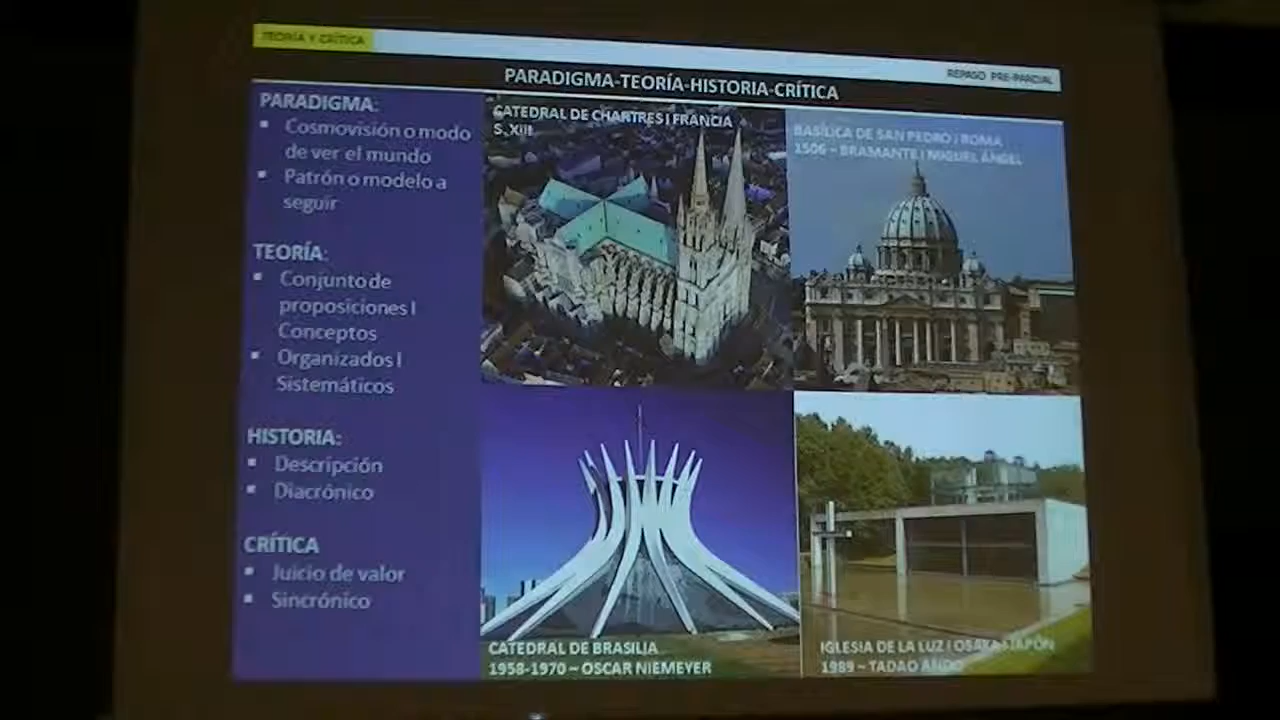 TEORÍA Y CRÍTICA
REPASO PRE-PARCIAL
PARADIGMA-TEORÍA-HISTORIA-CRÍTICA
PARADIGMA:
▪ Cosmovisión o modo
de ver el mundo
▪ Patrón o modelo a
seguir
TEORÍA:
▪ Conjunto de
proposiciones I
Conceptos
▪ Organizados I
Sistemáticos
HISTORIA:
▪ Descripción
▪ Diacrónico
CRÍTICA
▪ Juicio de valor
▪ Sincrónico
CATEDRAL DE CHARTRES I FRANCIA
S. XIII
BASÍLICA DE SAN PEDRO I ROMA
1506 – BRAMANTE I MIGUEL ÁNGEL
CATEDRAL DE BRASILIA
1958-1970 – OSCAR NIEMEYER
IGLESIA DE LA LUZ I OSAKA I JAPÓN
1989 – TADAO ANDO